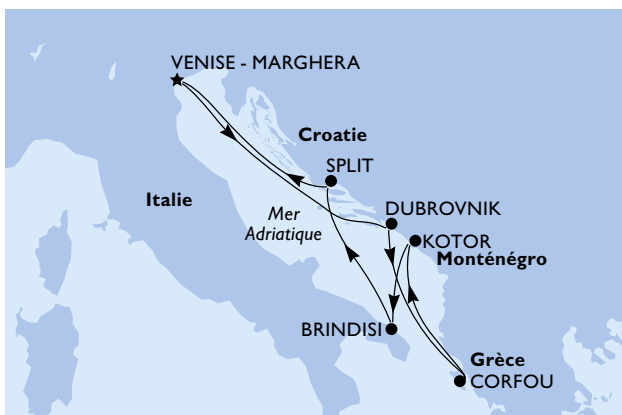 VENISE - MARGHERA
Croatie
SPLIT
Italie
Mer
Adriatique
DUBROVNIK
KOTOR
Monténégro
BRINDISI
Grèce
CORFOU